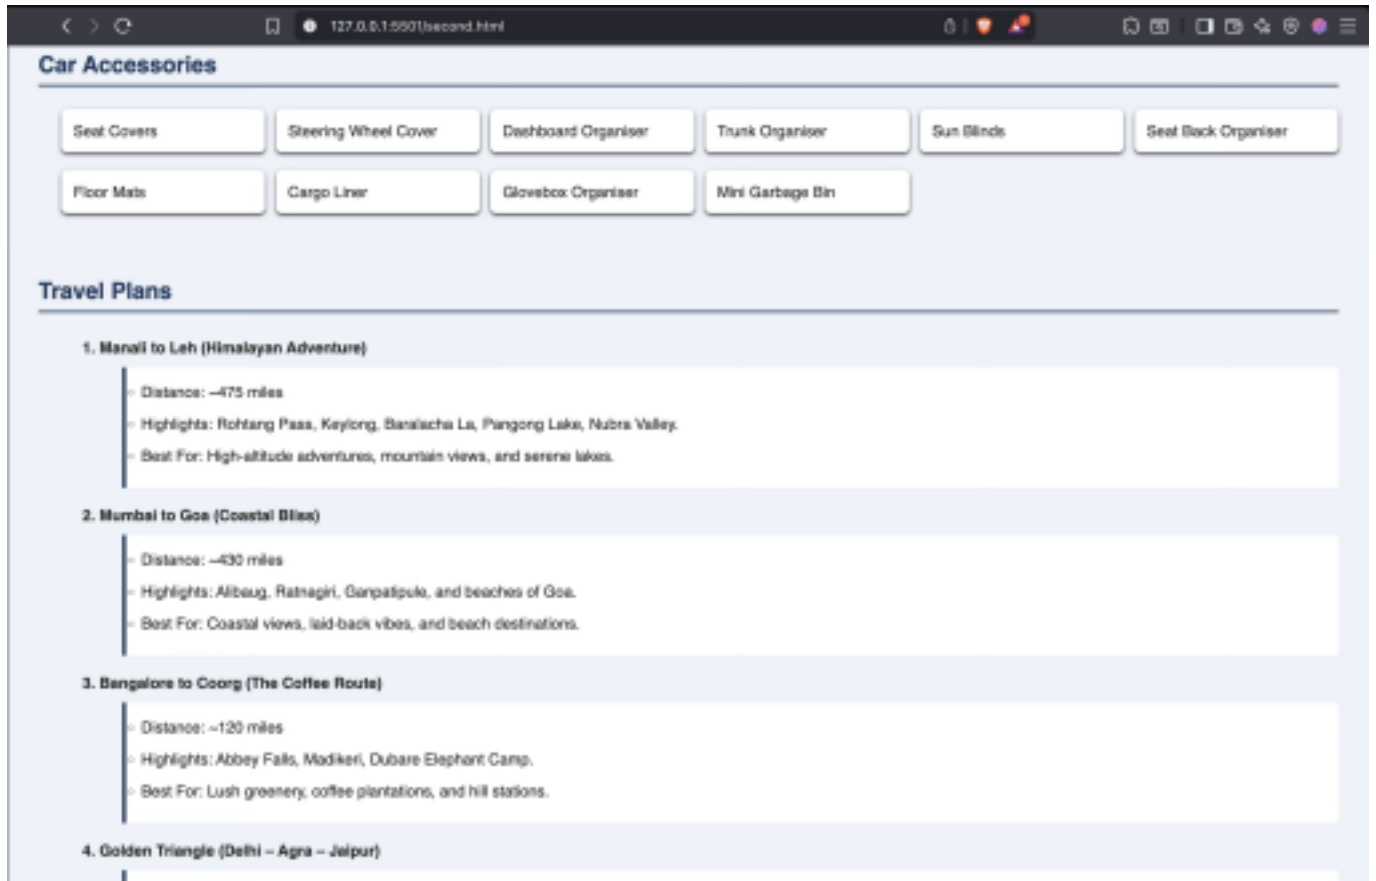 127.0.0.1:5501/second.html
Car Accessories
Seat Covers
Steering Wheel Cover
Dashboard Organiser
Trunk Organiser
Sun Blinds
Seat Back Organiser
Floor Mats
Cargo Liner
Glovebox Organiser
Mini Garbage Bin
Travel Plans
1. Manali to Leh (Himalayan Adventure)
Distance: ~475 miles
Highlights: Rohtang Pass, Keylong, Baralacha La, Pangong Lake, Nubra Valley.
Best For: High-altitude adventures, mountain views, and serene lakes.
2. Mumbai to Goa (Coastal Bliss)
Distance: ~430 miles
Highlights: Alibaug, Ratnagiri, Ganpatipule, and beaches of Goa.
Best For: Coastal views, laid-back vibes, and beach destinations.
3. Bangalore to Coorg (The Coffee Route)
Distance: ~120 miles
Highlights: Abbey Falls, Madikeri, Dubare Elephant Camp.
Best For: Lush greenery, coffee plantations, and hill stations.
4. Golden Triangle (Delhi – Agra – Jaipur)